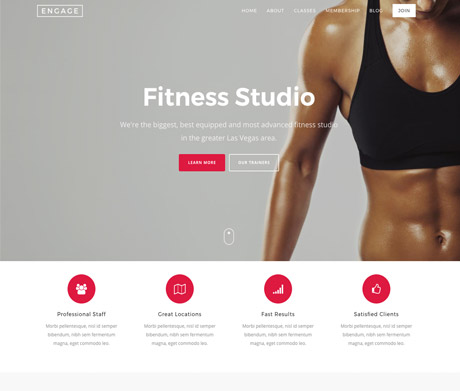 ENGAGE
HOME ABOUT CLASSES MEMBERSHIP BLOG JOIN
Fitness Studio
We're the biggest, best equipped and most advanced fitness studio
in the greater Las Vegas area.
LEARN MORE OUR TRAINERS
Professional Staff Great Locations Fast Results Satisfied Clients
Morbi pellentesque, nisl id semper Morbi pellentesque, nisl id semper Morbi pellentesque, nisl id semper Morbi pellentesque, nisl id semper
bibendum, nibh sem fermentum bibendum, nibh sem fermentum bibendum, nibh sem fermentum bibendum, nibh sem fermentum
magna, eget commodo leo. magna, eget commodo leo. magna, eget commodo leo. magna, eget commodo leo.